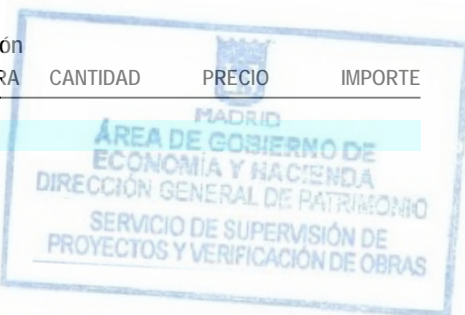 ón
RA CANTIDAD PRECIO IMPORTE
MADRID
ÁREA DE GOBIERNO DE
ECONOMÍA Y HACIENDA
DIRECCIÓN GENERAL DE PATRIMONIO
SERVICIO DE SUPERVISIÓN DE
PROYECTOS Y VERIFICACIÓN DE OBRAS